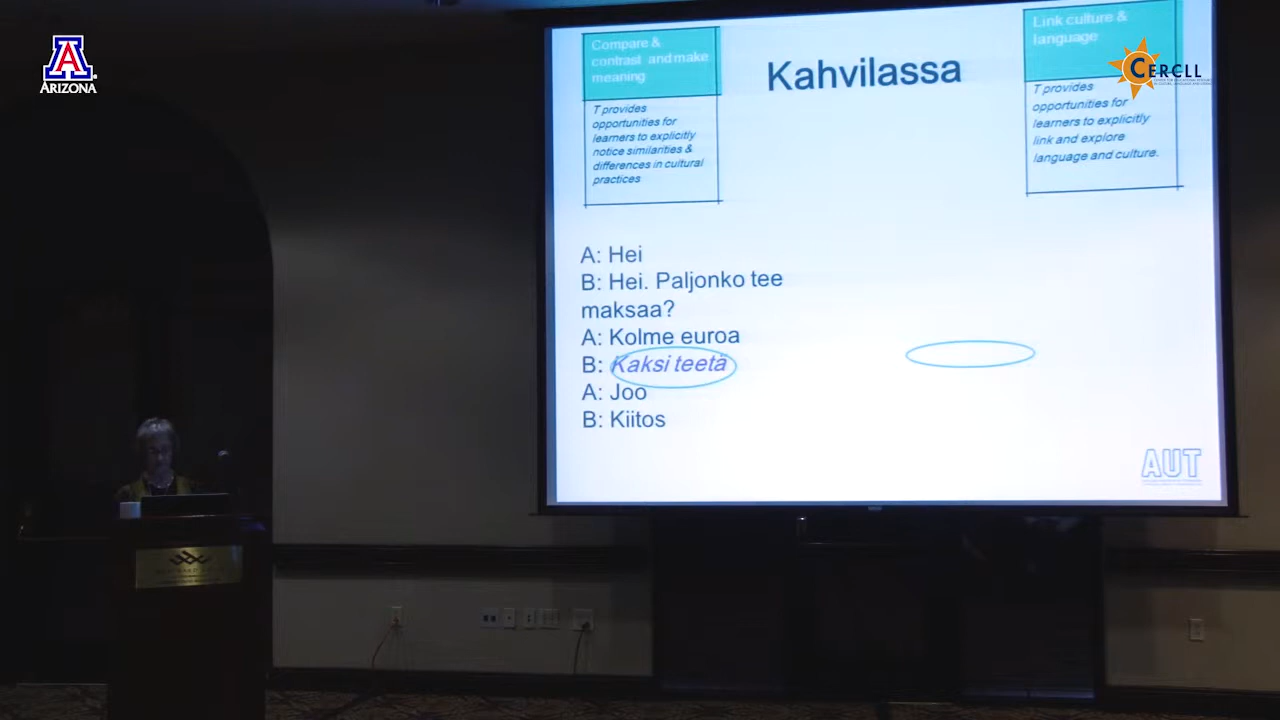 ARIZONA
Compare &
contrast and make
meaning
T provides
opportunities for
learners to explicitly
notice similarities &
differences in cultural
practices
Kahvilassa
Link culture &
language
CERCLL
T provides
opportunities for
learners to explicitly
link and explore
language and culture.
A: Hei
B: Hei. Paljonko tee
maksaa?
A: Kolme euroa
B: Kaksi teetä
A: Joo
B: Kiitos
AUT